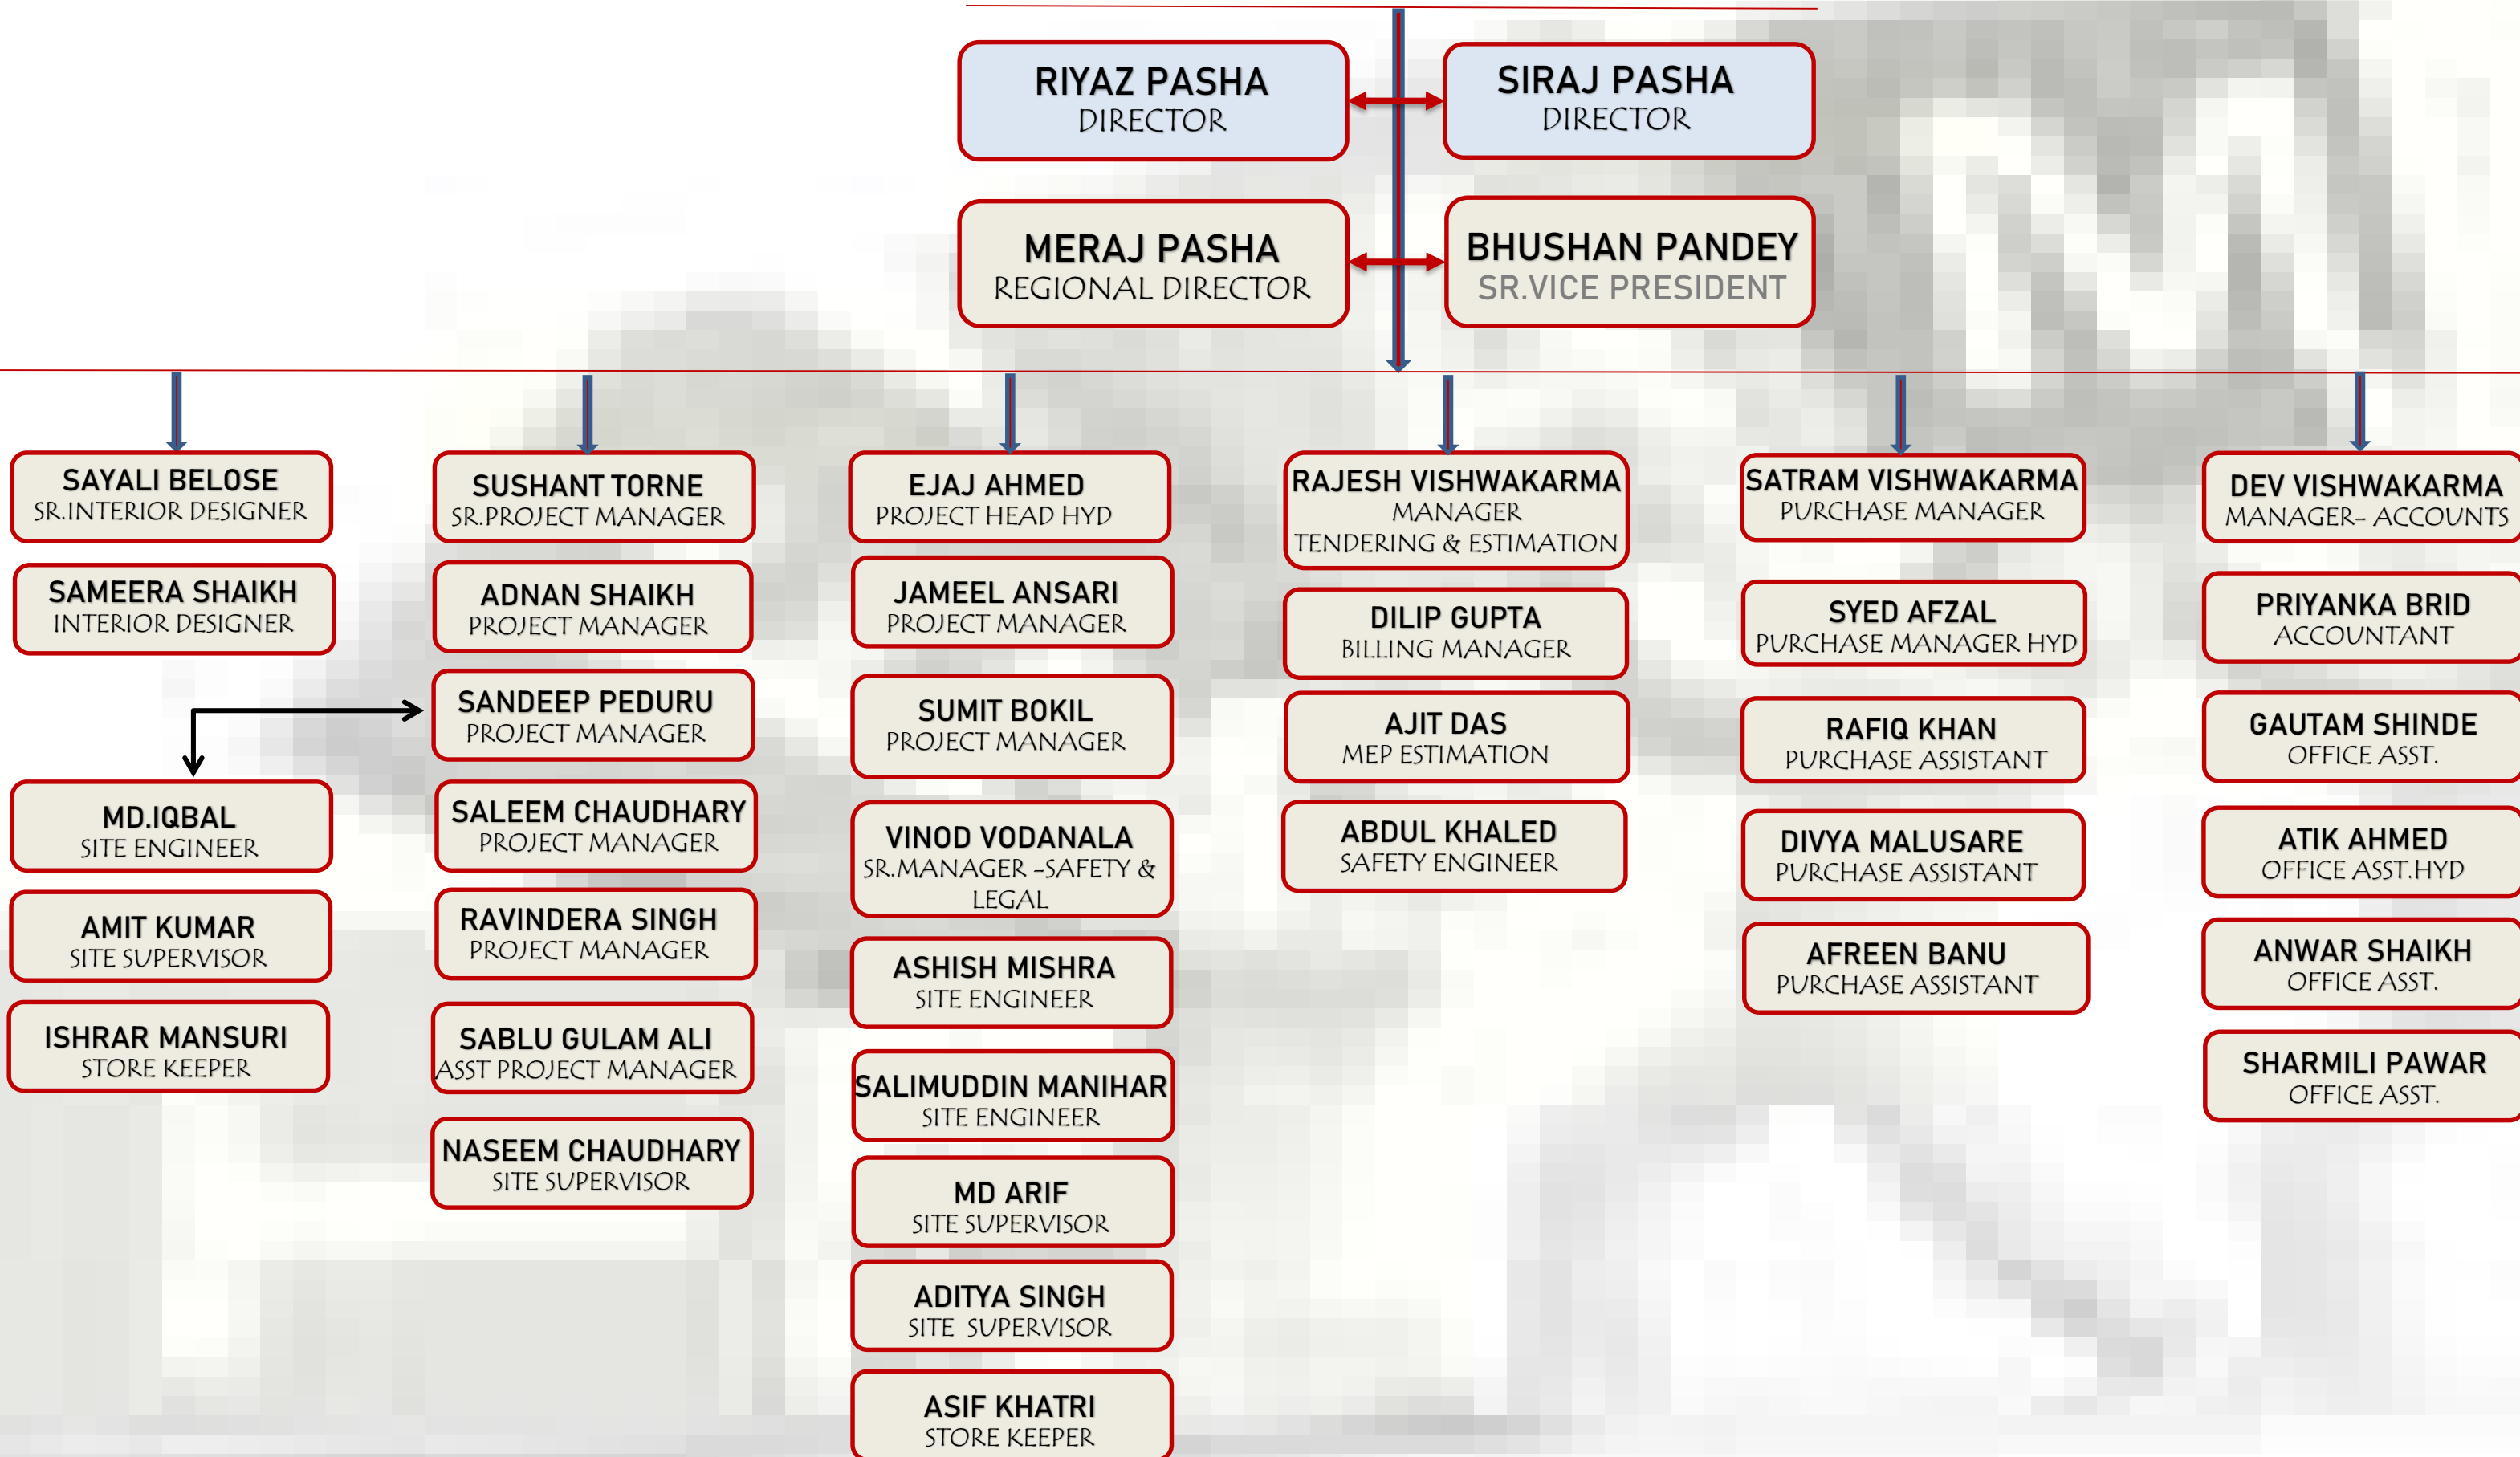 RIYAZ PASHA
DIRECTOR
SIRAJ PASHA
DIRECTOR
MERAJ PASHA
REGIONAL DIRECTOR
BHUSHAN PANDEY
SR.VICE PRESIDENT
SAYALI BELOSE
SR.INTERIOR DESIGNER
SAMEERA SHAIKH
INTERIOR DESIGNER
MD.IQBAL
SITE ENGINEER
AMIT KUMAR
SITE SUPERVISOR
ISHRAR MANSURI
STORE KEEPER
SUSHANT TORNE
SR.PROJECT MANAGER
ADNAN SHAIKH
PROJECT MANAGER
SANDEEP PEDURU
PROJECT MANAGER
SALEEM CHAUDHARY
PROJECT MANAGER
RAVINDERA SINGH
PROJECT MANAGER
SABLU GULAM ALI
ASST PROJECT MANAGER
NASEEM CHAUDHARY
SITE SUPERVISOR
EJAJ AHMED
PROJECT HEAD HYD
JAMEEL ANSARI
PROJECT MANAGER
SUMIT BOKIL
PROJECT MANAGER
VINOD VODANALA
SR.MANAGER -SAFETY &
LEGAL
ASHISH MISHRA
SITE ENGINEER
SALIMUDDIN MANIHAR
SITE ENGINEER
MD ARIF
SITE SUPERVISOR
ADITYA SINGH
SITE SUPERVISOR
ASIF KHATRI
STORE KEEPER
RAJESH VISHWAKARMA
MANAGER
TENDERING & ESTIMATION
DILIP GUPTA
BILLING MANAGER
AJIT DAS
MEP ESTIMATION
ABDUL KHALED
SAFETY ENGINEER
SATRAM VISHWAKARMA
PURCHASE MANAGER
SYED AFZAL
PURCHASE MANAGER HYD
RAFIQ KHAN
PURCHASE ASSISTANT
DIVYA MALUSARE
PURCHASE ASSISTANT
AFREEN BANU
PURCHASE ASSISTANT
DEV VISHWAKARMA
MANAGER- ACCOUNTS
PRIYANKA BRID
ACCOUNTANT
GAUTAM SHINDE
OFFICE ASST.
ATIK AHMED
OFFICE ASST.HYD
ANWAR SHAIKH
OFFICE ASST.
SHARMILI PAWAR
OFFICE ASST.